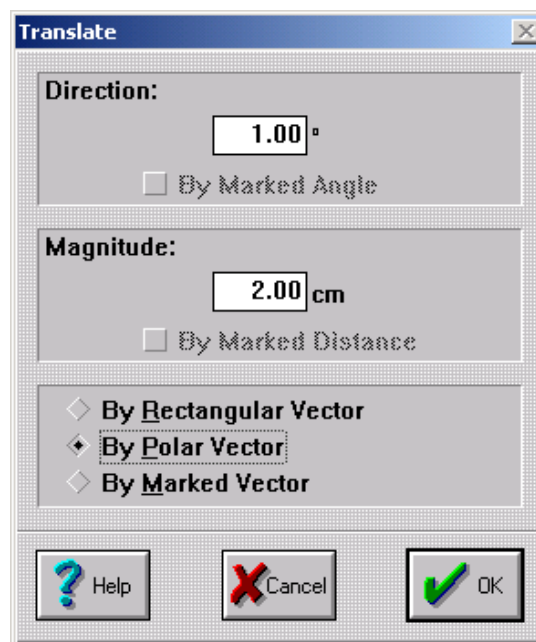 Translate
Direction:
1.00 °
By Marked Angle
Magnitude:
2.00 cm
By Marked Distance
By Rectangular Vector
By Polar Vector
By Marked Vector
Help Cancel OK